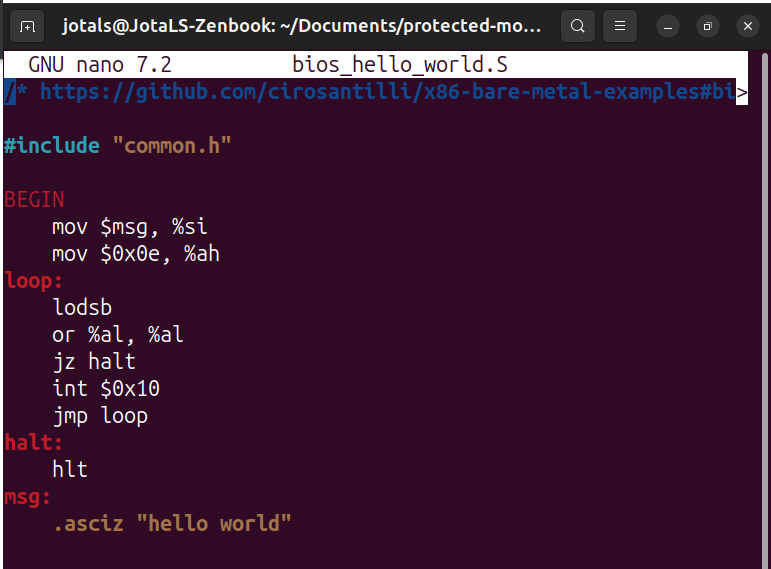 jotals@JotaLS-Zenbook: ~/Documents/protected-mo...
GNU nano 7.2 bios_hello_world.S
/* https://github.com/cirosantilli/x86-bare-metal-examples#bi>
#include "common.h"
BEGIN
mov $msg, %si
mov $0x0e, %ah
loop:
lodsb
or %al, %al
jz halt
int $0x10
jmp loop
halt:
hlt
msg:
.asciz "hello world"